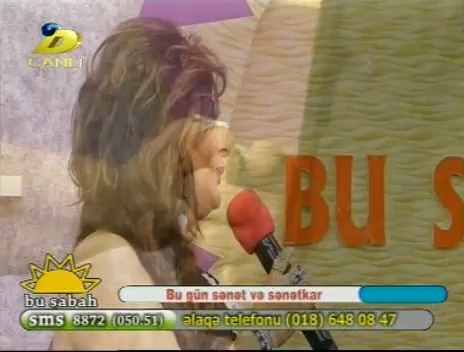 CANLI
BU S
bu sabah
Bu gün sənət və sənətkar
sms 8872 (050.51) əlaqə telefonu (018) 648 08 47